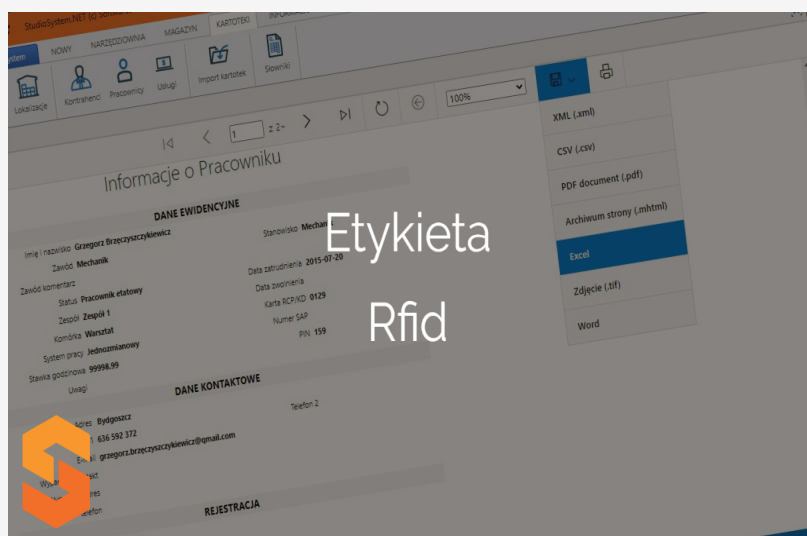 StudioSystem.NET (c)
NOWY NARZĘDZIOWNIA MAGAZYN KARTOTEKI
Lokalizacje Kontrahenci Pracownicy Usługi Import kartotek Słowniki
1 z 2- 100%
Informacje o Pracowniku
DANE EWIDENCYJNE
Imię i nazwisko Grzegorz Brzęczyszczykiewicz Stanowisko Mechanik
Zawód Mechanik
Zawód komentarz Data zatrudnienia 2015-07-20
Status Pracownik etatowy Data zwolnienia
Zespół Zespół 1 Karta RCP/KD 0129
Komórka Warsztat Numer SAP
System pracy Jednozmianowy PIN 159
Stawka godzinowa 99998.99
Uwagi
DANE KONTAKTOWE
Adres Bydgoszcz Telefon 2
636 592 372
grzegorz.brzęczyszczykiewicz@gmail.com
REJESTRACJA
XML (.xml)
CSV (.csv)
PDF document (.pdf)
Archiwum strony (.mhtml)
Excel
Zdjęcie (.tif)
Word
Etykieta
Rfid